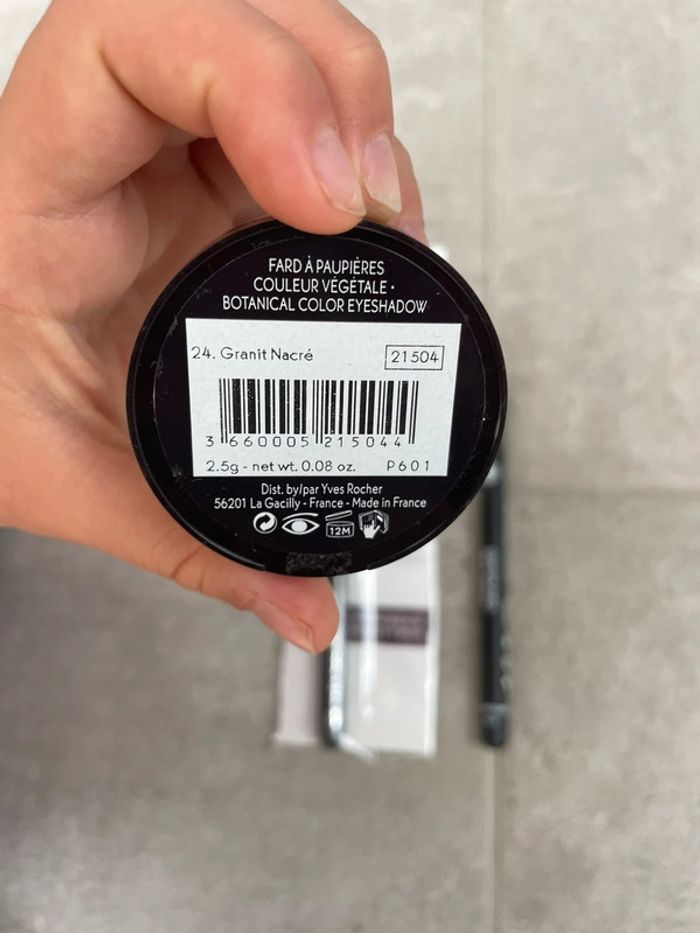 FARD À PAUPIÈRES
COULEUR VÉGÉTALE •
BOTANICAL COLOR EYESHADOW
24. Granit Nacré
21504
3 660005 215044
2.5g - net wt. 0.08 oz. P601
Dist. by/par Yves Rocher
56201 La Gacilly - France - Made in France
12M